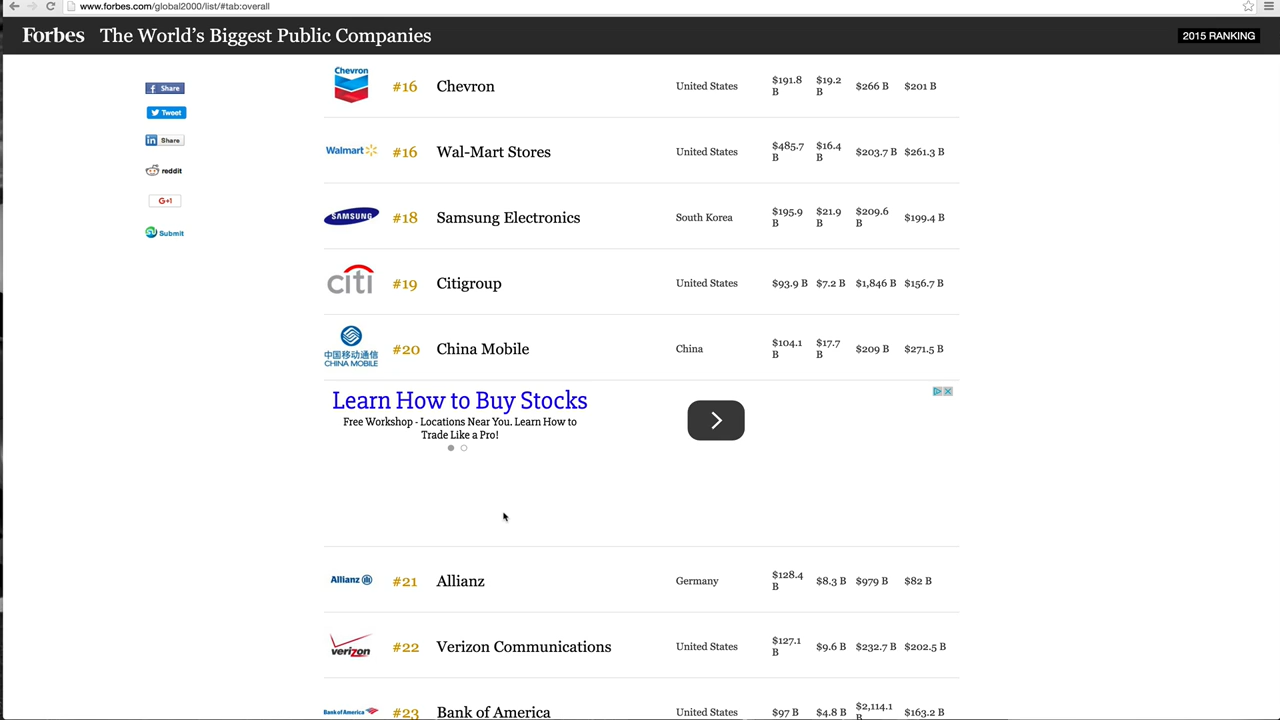 www.forbes.com/global2000/list/#tab:overall
Forbes The World's Biggest Public Companies 2015 RANKING
f Share
Tweet
in Share
reddit
G+1
Submit
Chevron #16 Chevron United States $191.8 B $19.2 B $266 B $201 B
Walmart #16 Wal-Mart Stores United States $485.7 B $16.4 B $203.7 B $261.3 B
SAMSUNG #18 Samsung Electronics South Korea $195.9 B $21.9 B $209.6 B $199.4 B
citi #19 Citigroup United States $93.9 B $7.2 B $1,846 B $156.7 B
中国移动通信
CHINA MOBILE #20 China Mobile China $104.1 B $17.7 B $209 B $271.5 B
Learn How to Buy Stocks
Free Workshop - Locations Near You. Learn How to
Trade Like a Pro!
Allianz #21 Allianz Germany $128.4 B $8.3 B $979 B $82 B
verizon #22 Verizon Communications United States $127.1 B $9.6 B $232.7 B $202.5 B
Bank of America #23 Bank of America United States $97 B $4.8 B $2,114.1 B $163.2 B